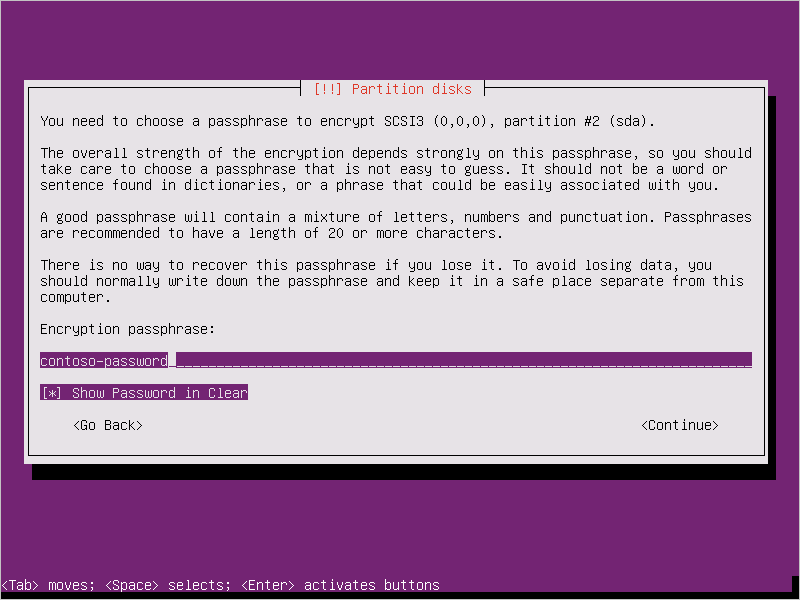 [!!] Partition disks
You need to choose a passphrase to encrypt SCSI3 (0,0,0), partition #2 (sda).
The overall strength of the encryption depends strongly on this passphrase, so you should
take care to choose a passphrase that is not easy to guess. It should not be a word or
sentence found in dictionaries, or a phrase that could be easily associated with you.
A good passphrase will contain a mixture of letters, numbers and punctuation. Passphrases
are recommended to have a length of 20 or more characters.
There is no way to recover this passphrase if you lose it. To avoid losing data, you
should normally write down the passphrase and keep it in a safe place separate from this
computer.
Encryption passphrase:
contoso-password
[*] Show Password in Clear
<Go Back> <Continue>
<Tab> moves; <Space> selects; <Enter> activates buttons